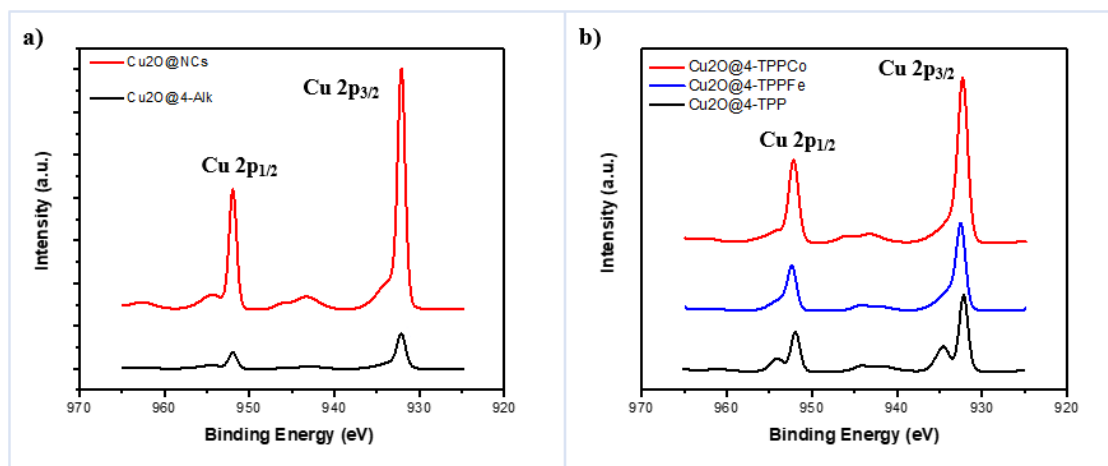 a)
Cu2O@NCs
Cu2O@4-Alk
Cu 2p3/2
Cu 2p1/2
Intensity (a.u.)
970 960 950 940 930 920
Binding Energy (eV)
b)
Cu2O@4-TPPCo
Cu2O@4-TPPFe
Cu2O@4-TPP
Cu 2p3/2
Cu 2p1/2
Intensity (a.u.)
970 960 950 940 930 920
Binding Energy (eV)